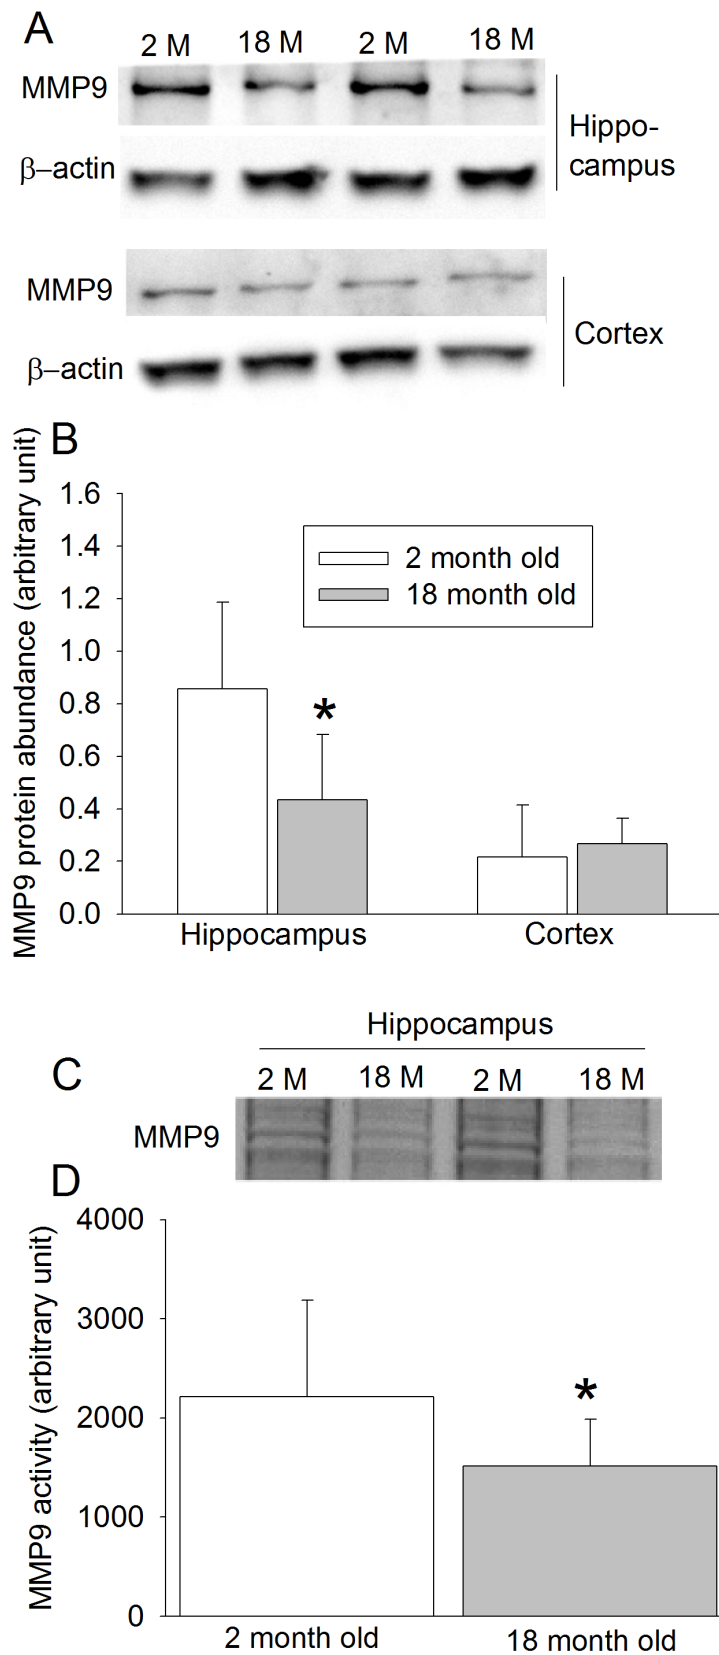 A
2 M 18 M 2 M 18 M
MMP9
Hippo-
campus
β–actin
MMP9
Cortex
β–actin
B
MMP9 protein abundance (arbitrary unit)
1.6
1.4
1.2
1.0
0.8
0.6
0.4
0.2
0.0
2 month old
18 month old
*
Hippocampus Cortex
Hippocampus
C
2 M 18 M 2 M 18 M
MMP9
D
MMP9 activity (arbitrary unit)
4000
3000
2000
1000
0
*
2 month old 18 month old